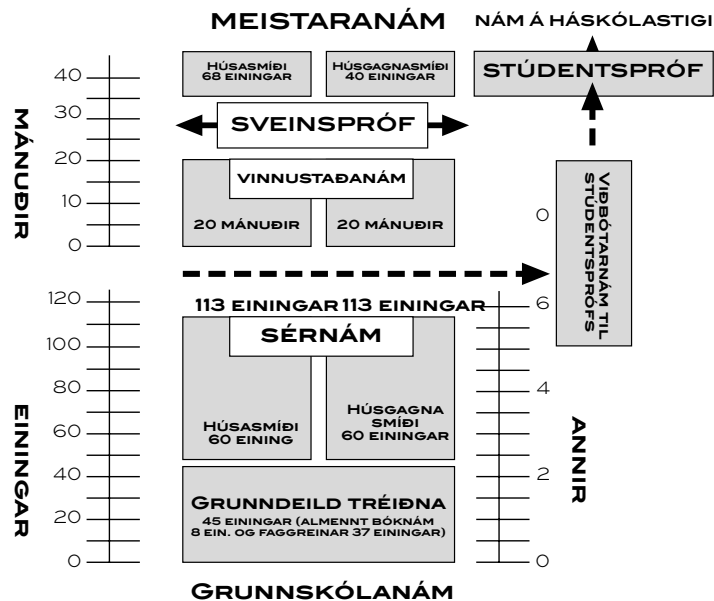 MEISTARANÁM
NÁM Á HÁSKÓLASTIGI
HÚSASMÍÐI
68 EININGAR
HÚSGAGNASMÍÐI
40 EININGAR
STÚDENTSPRÓF
40
30
20
10
0
MÁNUÐIR
SVEINSPRÓF
VINNUSTAÐANÁM
20 MÁNUÐIR
20 MÁNUÐIR
0
VIÐBÓTARNÁM TIL
STÚDENTSPRÓFS
120
100
80
60
40
20
0
EININGAR
113 EININGAR
113 EININGAR
SÉRNÁM
HÚSASMÍÐI
60 EINING
HÚSGAGNA
SMÍÐI
60 EININGAR
6
4
2
0
ANNIR
GRUNNDEILD TRÉIÐNA
45 EININGAR (ALMENNT BÓKNÁM
8 EIN. OG FAGGREINAR 37 EININGAR)
GRUNNSKÓLANÁM